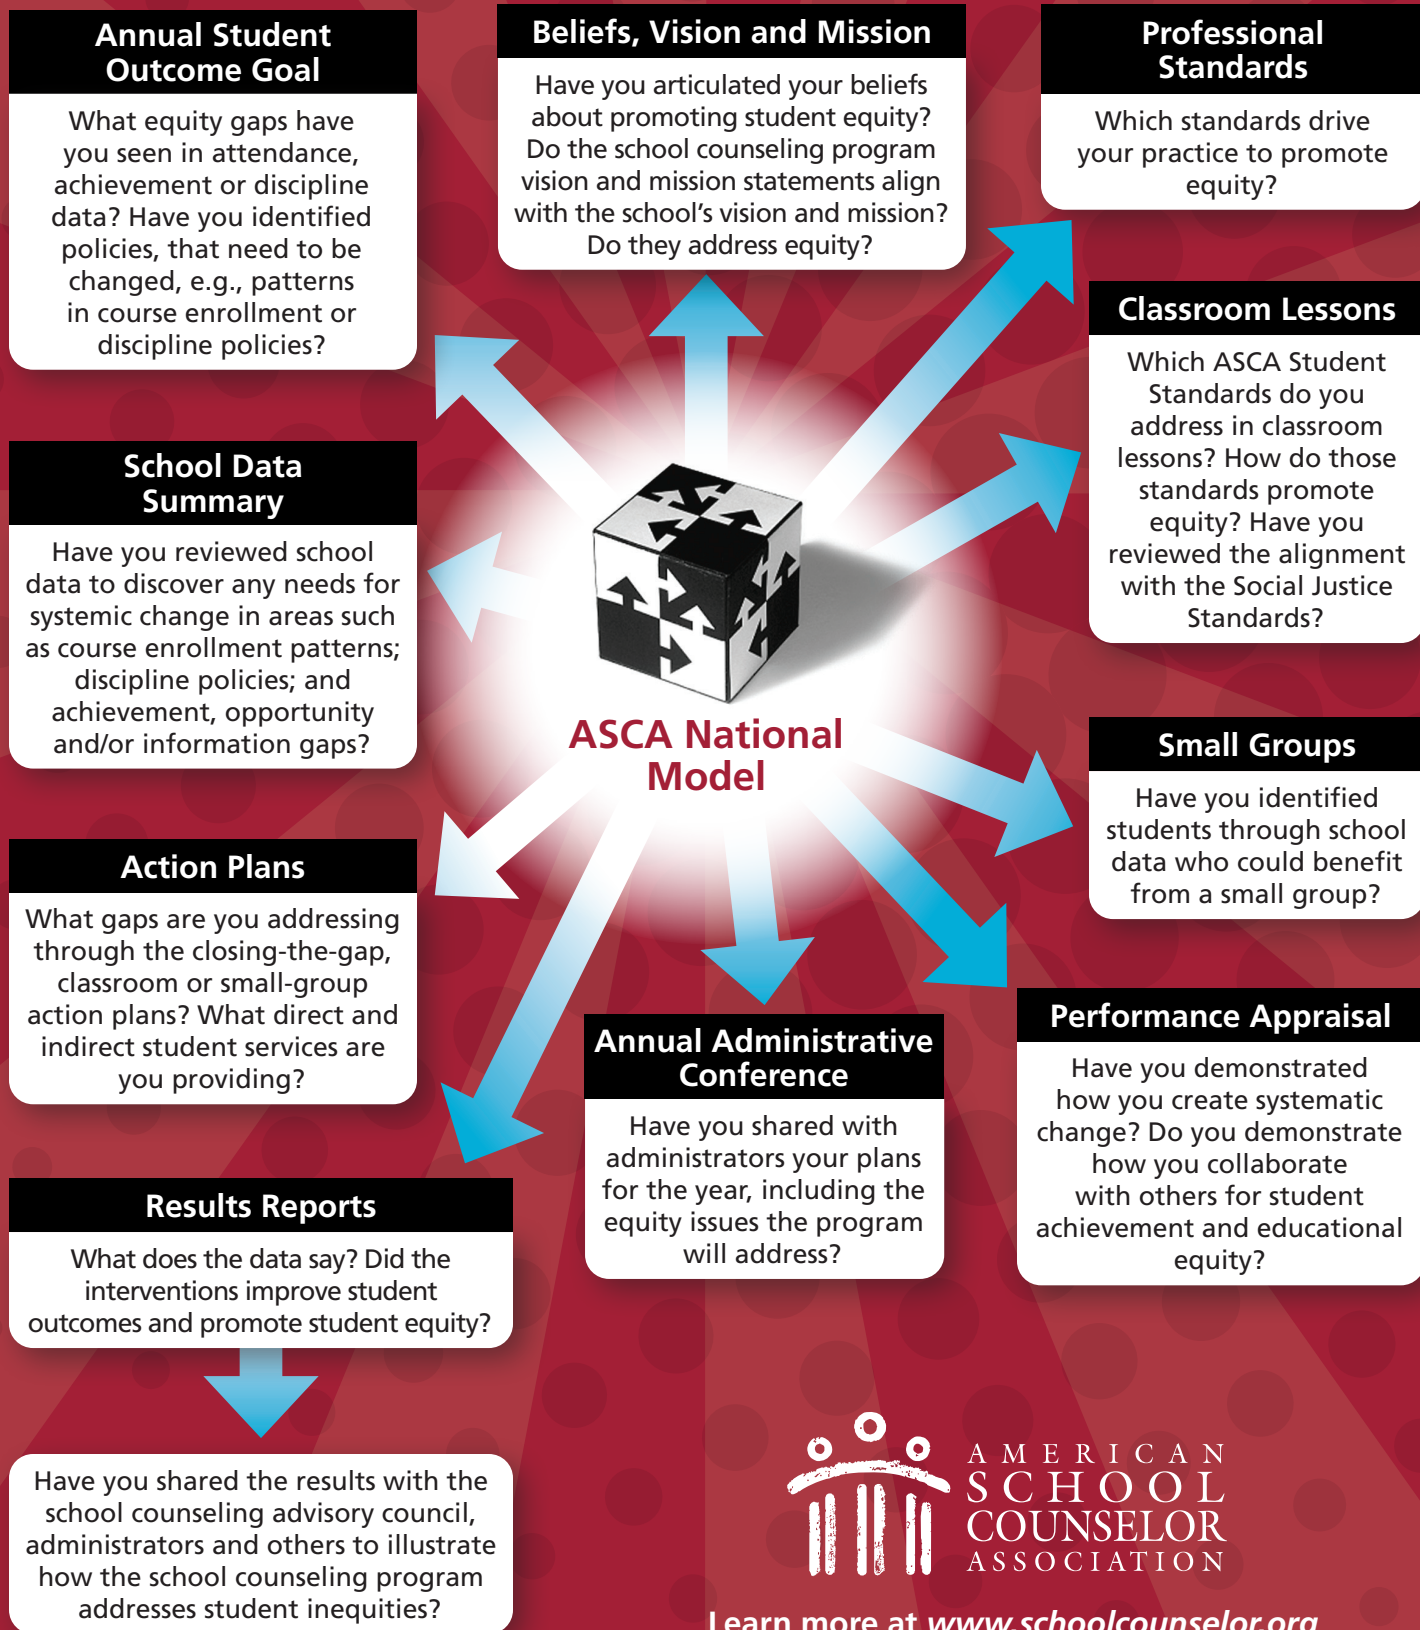 Annual Student
Outcome Goal
What equity gaps have
you seen in attendance,
achievement or discipline
data? Have you identified
policies, that need to be
changed, e.g., patterns
in course enrollment or
discipline policies?
Beliefs, Vision and Mission
Have you articulated your beliefs
about promoting student equity?
Do the school counseling program
vision and mission statements align
with the school’s vision and mission?
Do they address equity?
Professional
Standards
Which standards drive
your practice to promote
equity?
Classroom Lessons
Which ASCA Student
Standards do you
address in classroom
lessons? How do those
standards promote
equity? Have you
reviewed the alignment
with the Social Justice
Standards?
School Data
Summary
Have you reviewed school
data to discover any needs for
systemic change in areas such
as course enrollment patterns;
discipline policies; and
achievement, opportunity
and/or information gaps?
ASCA National
Model
Small Groups
Have you identified
students through school
data who could benefit
from a small group?
Action Plans
What gaps are you addressing
through the closing-the-gap,
classroom or small-group
action plans? What direct and
indirect student services are
you providing?
Annual Administrative
Conference
Have you shared with
administrators your plans
for the year, including the
equity issues the program
will address?
Performance Appraisal
Have you demonstrated
how you create systematic
change? Do you demonstrate
how you collaborate
with others for student
achievement and educational
equity?
Results Reports
What does the data say? Did the
interventions improve student
outcomes and promote student equity?
Have you shared the results with the
school counseling advisory council,
administrators and others to illustrate
how the school counseling program
addresses student inequities?
AMERICAN
SCHOOL
COUNSELOR
ASSOCIATION
Learn more at www.schoolcounselor.org